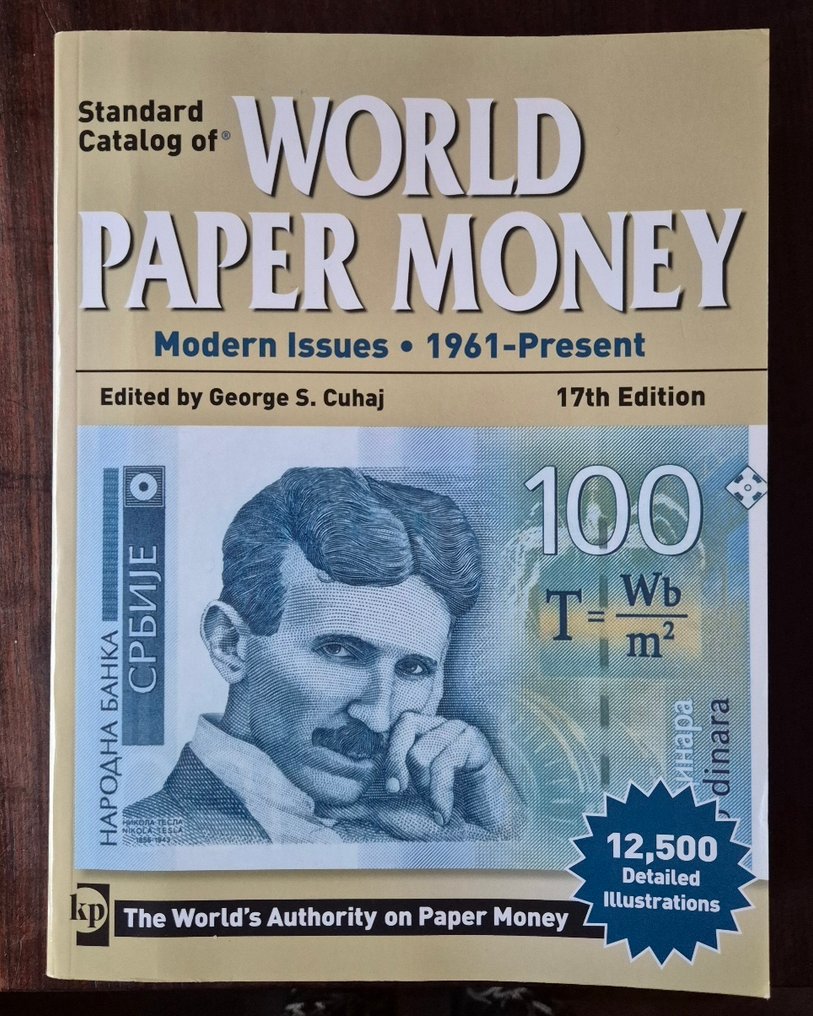 Standard
Catalog of®
WORLD
PAPER MONEY
Modern Issues • 1961-Present
Edited by George S. Cuhaj
17th Edition
НАРОДНА БАНКА
СРБИЈЕ
100
T = Wb
m²
dinara
НИКОЛА ТЕСЛА
NIKOLA TESLA
1856-1943
12,500
Detailed
Illustrations
kp
The World's Authority on Paper Money